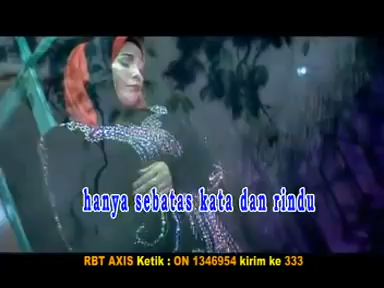 hanya sebatas kata dan rindu
RBT AXIS Ketik : ON 1346954 kirim ke 333